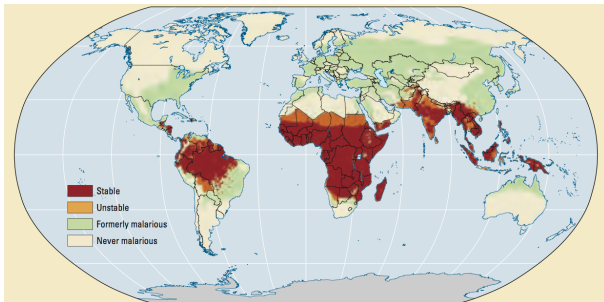 Stable
Unstable
Formerly malarious
Never malarious